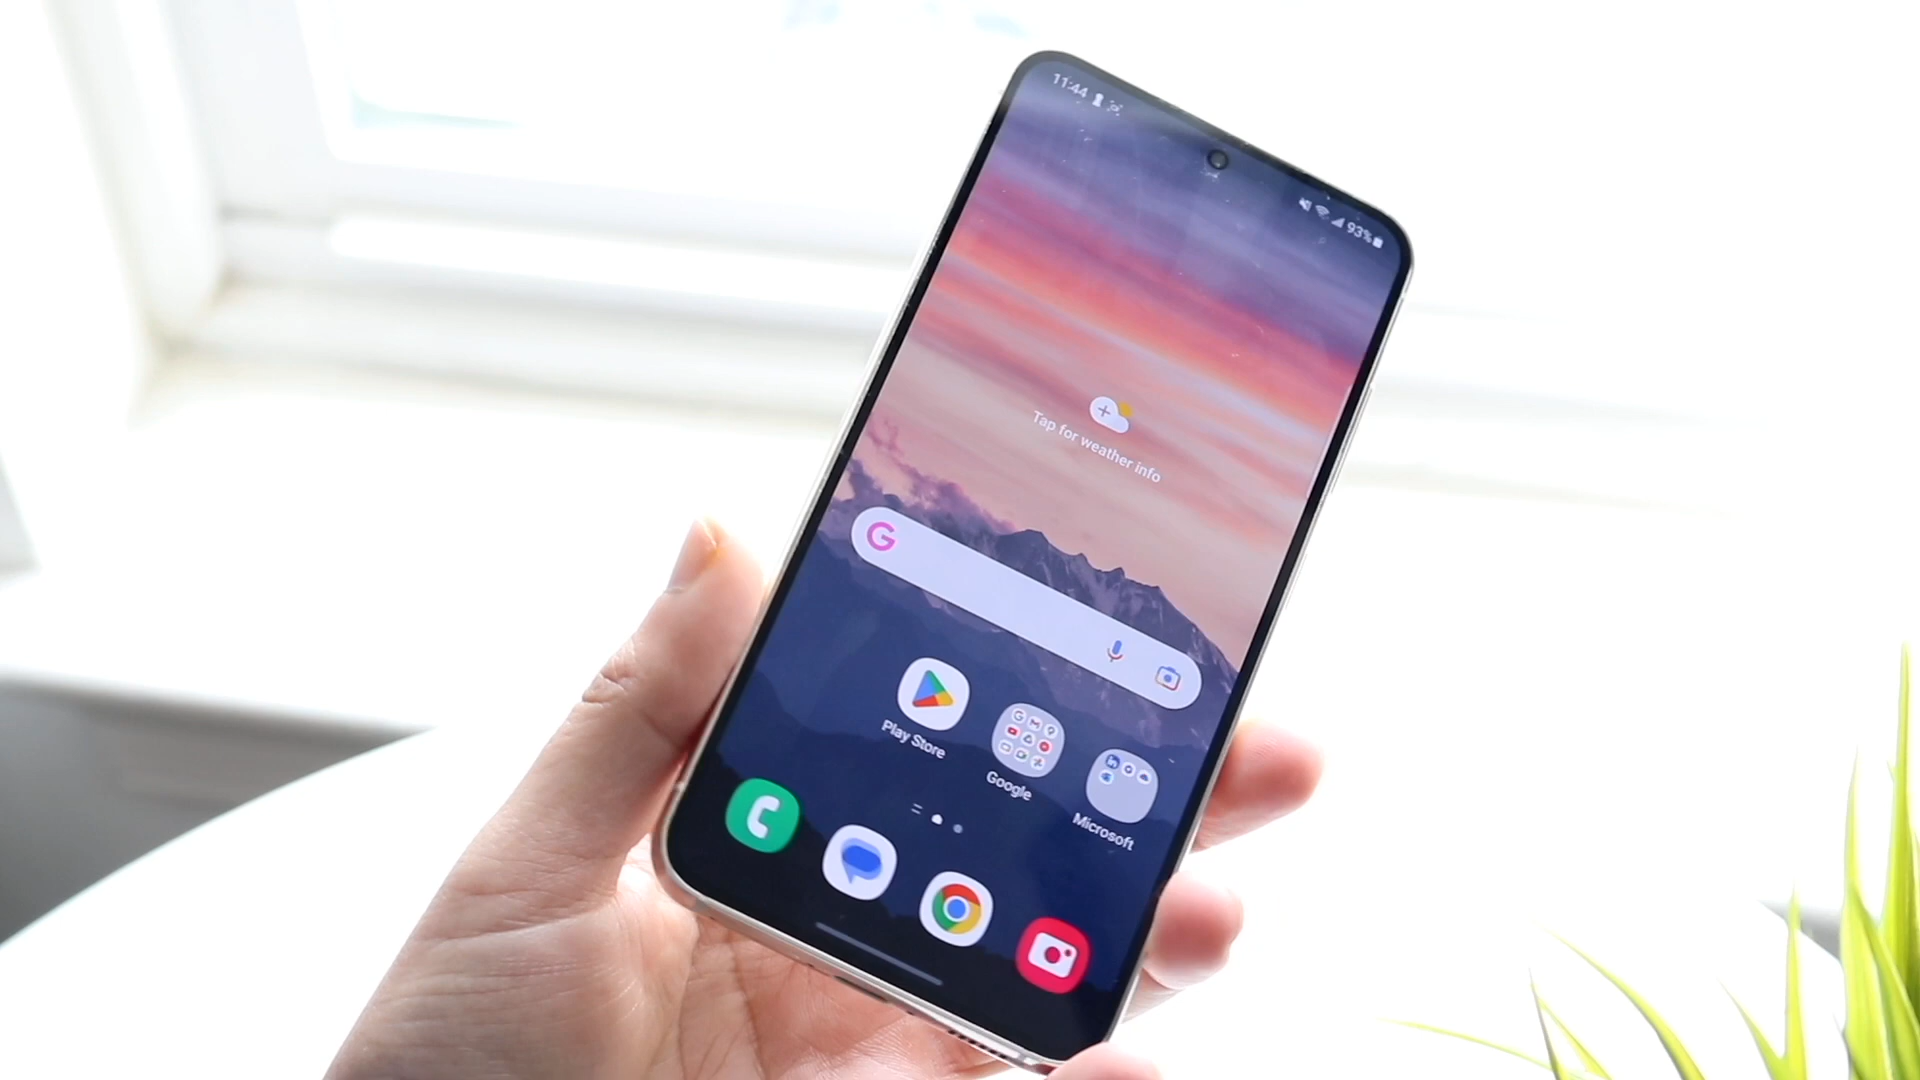 11:44
93%
Tap for weather info
G
Play Store
Google
Microsoft